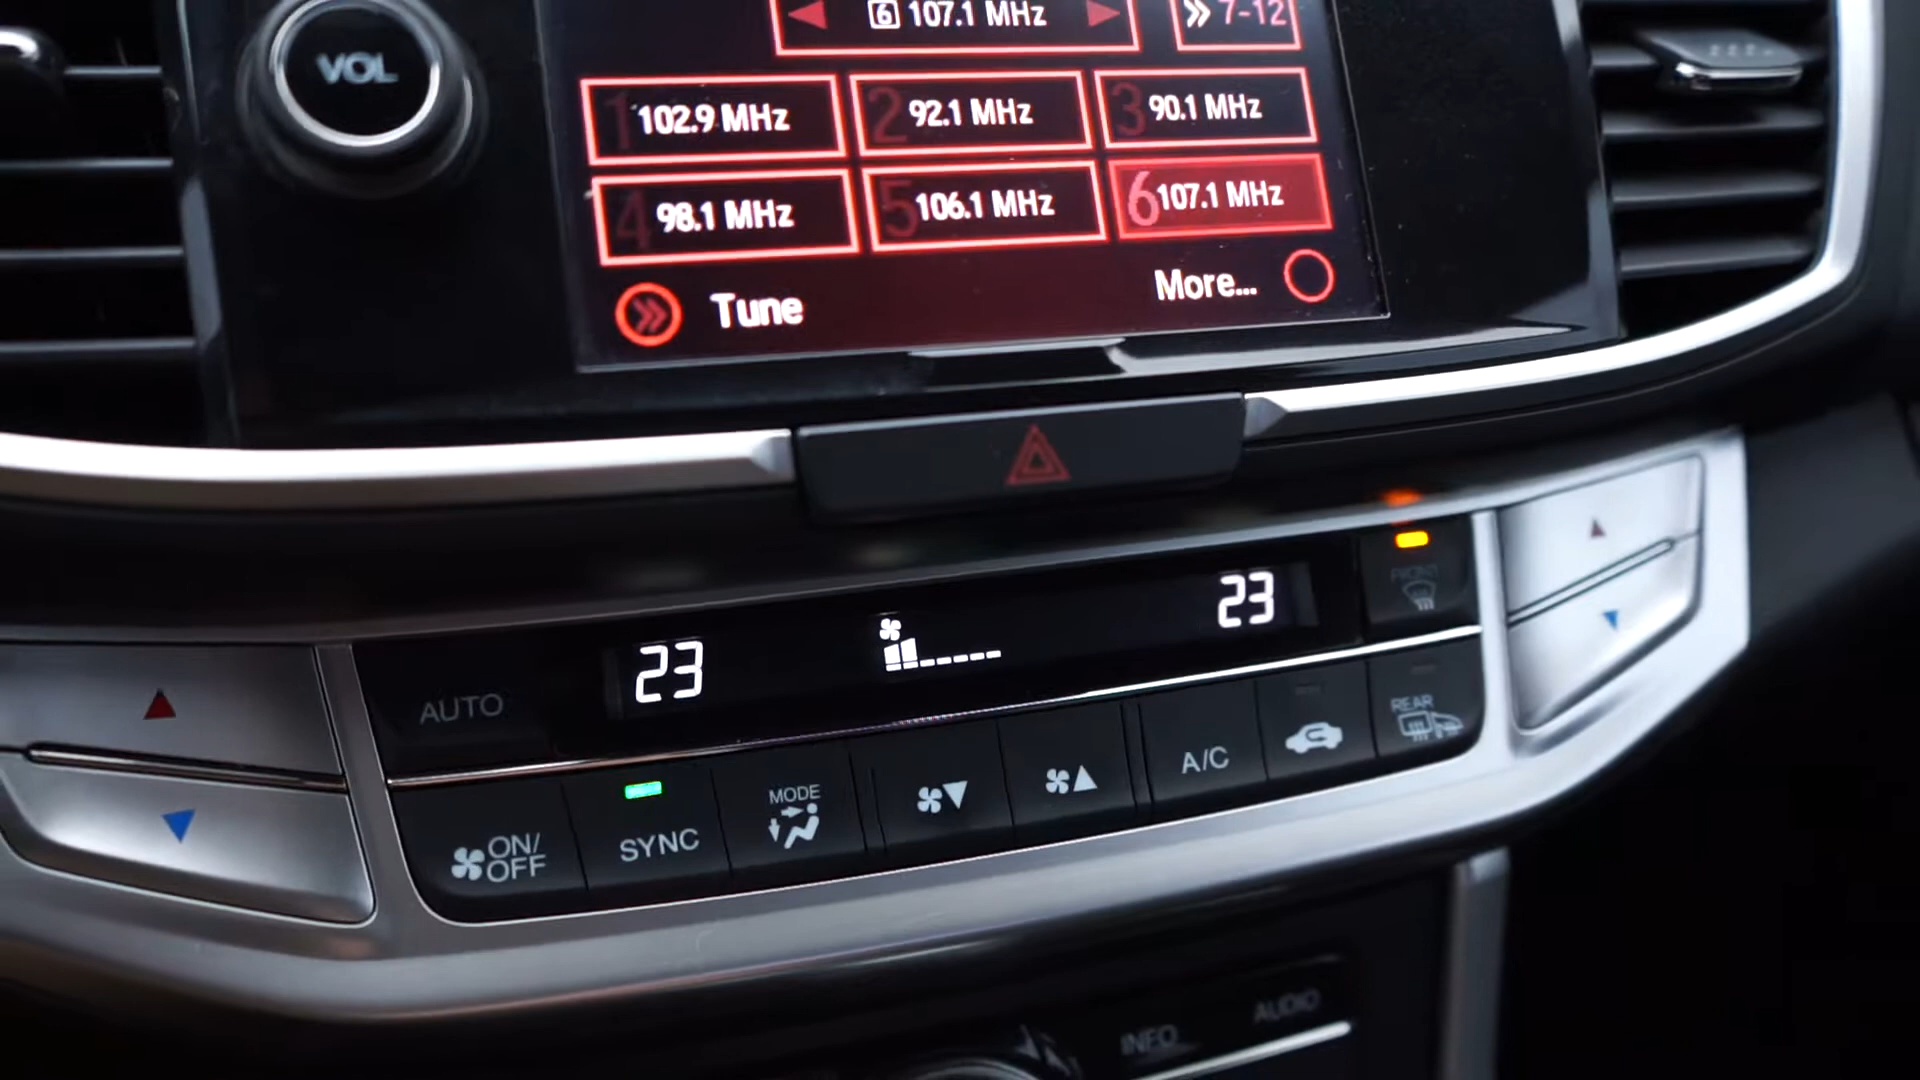 VOL
6 107.1 MHz
7-12
1 102.9 MHz
2 92.1 MHz
3 90.1 MHz
4 98.1 MHz
5 106.1 MHz
6 107.1 MHz
Tune
More...
23
23
FRONT
AUTO
ON/
OFF
SYNC
MODE
A/C
REAR
INFO
AUDIO